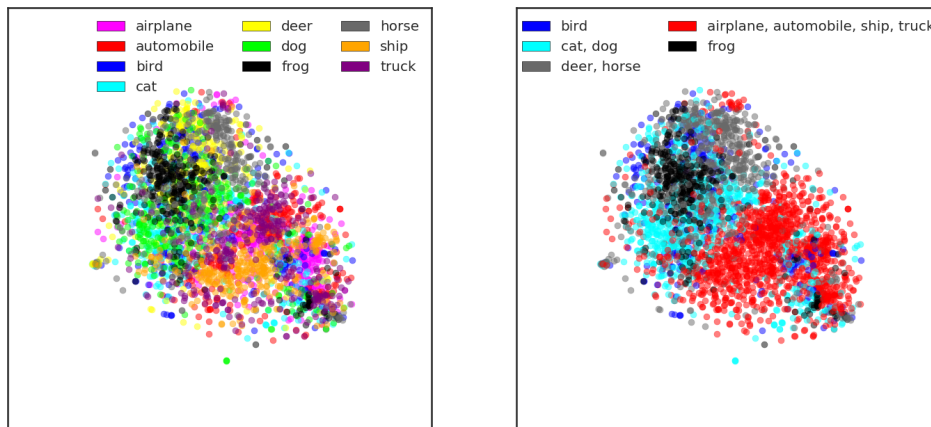 airplane deer horse
automobile dog ship
bird frog truck
cat
bird airplane, automobile, ship, truck
cat, dog frog
deer, horse